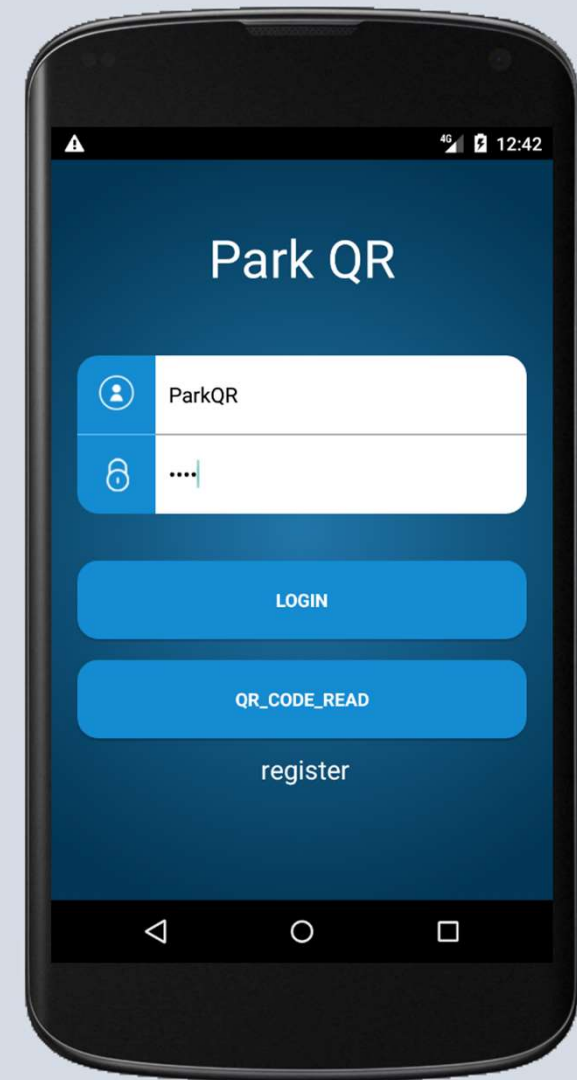 4G 12:42
Park QR
ParkQR
••••
LOGIN
QR_CODE_READ
register